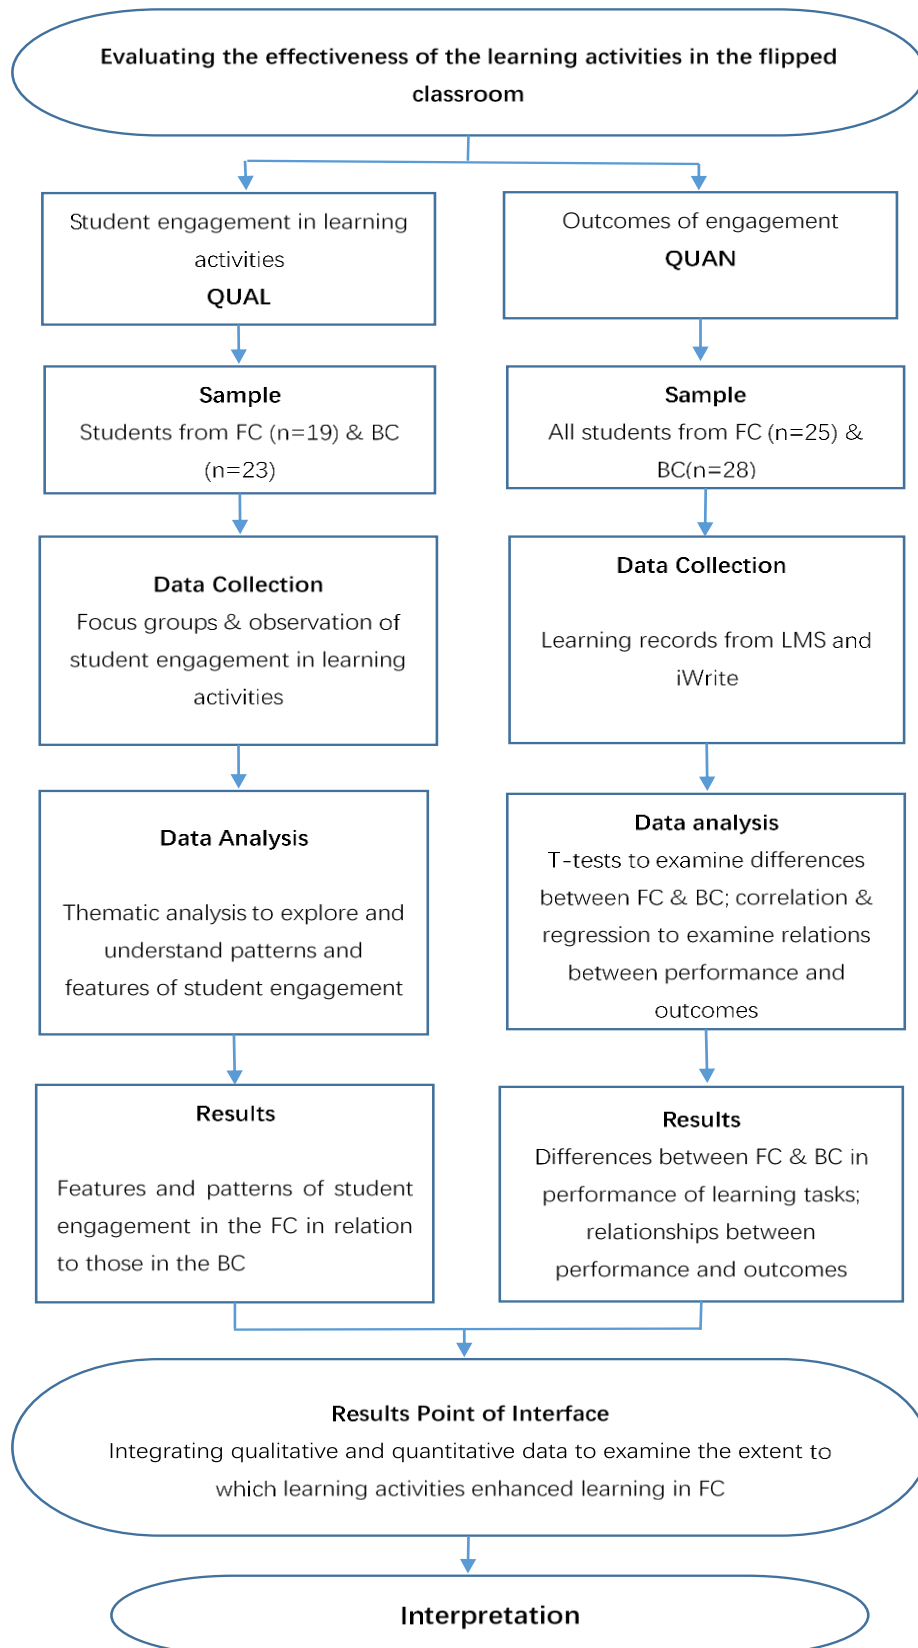 Evaluating the effectiveness of the learning activities in the flipped
classroom
Student engagement in learning
activities
QUAL
Outcomes of engagement
QUAN
Sample
Students from FC (n=19) & BC
(n=23)
Sample
All students from FC (n=25) &
BC(n=28)
Data Collection
Focus groups & observation of
student engagement in learning
activities
Data Collection
Learning records from LMS and
iWrite
Data Analysis
Thematic analysis to explore and
understand patterns and
features of student engagement
Data analysis
T-tests to examine differences
between FC & BC; correlation &
regression to examine relations
between performance and
outcomes
Results
Features and patterns of student
engagement in the FC in relation
to those in the BC
Results
Differences between FC & BC in
performance of learning tasks;
relationships between
performance and outcomes
Results Point of Interface
Integrating qualitative and quantitative data to examine the extent to
which learning activities enhanced learning in FC
Interpretation